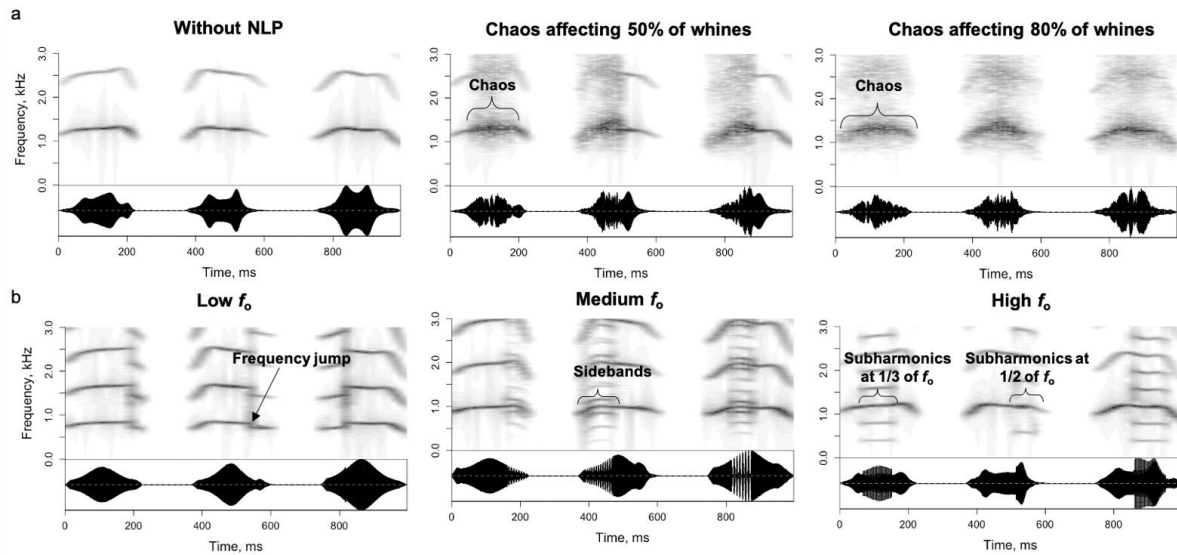 a
Without NLP
Chaos affecting 50% of whines
Chaos affecting 80% of whines
Frequency, kHz
0.0 1.0 2.0 3.0
Chaos
0.0 1.0 2.0 3.0
Chaos
0.0 1.0 2.0 3.0
0 200 400 600 800
Time, ms
0 200 400 600 800
Time, ms
0 200 400 600 800
Time, ms
b
Low fo
Medium fo
High fo
Frequency, kHz
0.0 1.0 2.0 3.0
Frequency jump
0.0 1.0 2.0 3.0
Sidebands
0.0 1.0 2.0 3.0
Subharmonics
at 1/3 of fo
Subharmonics at
1/2 of fo
0 200 400 600 800
Time, ms
0 200 400 600 800
Time, ms
0 200 400 600 800
Time, ms